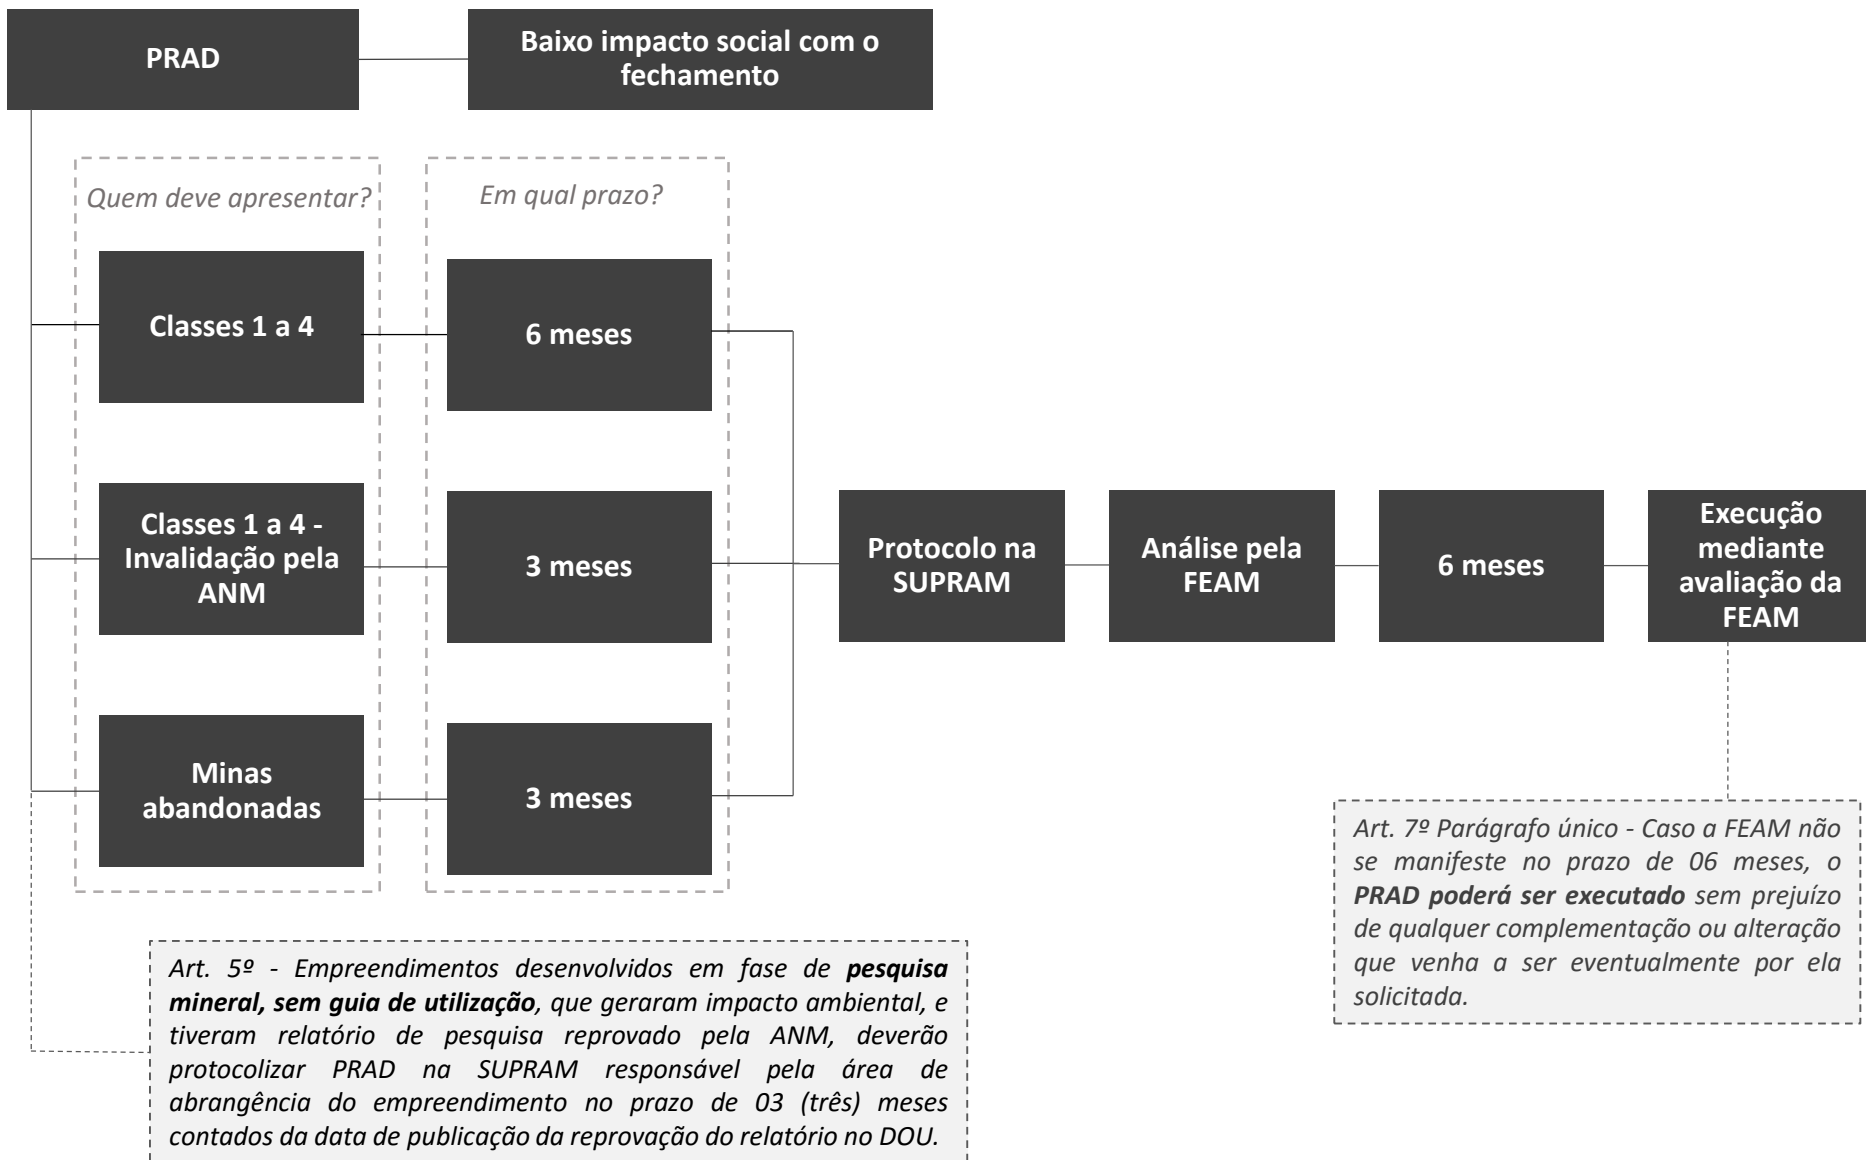 PRAD
Baixo impacto social com o
fechamento
Quem deve apresentar?
Em qual prazo?
Classes 1 a 4
6 meses
Classes 1 a 4 -
Invalidação pela
ANM
3 meses
Minas
abandonadas
3 meses
Protocolo na
SUPRAM
Análise pela
FEAM
6 meses
Execução
mediante
avaliação da
FEAM
Art. 7º Parágrafo único - Caso a FEAM não
se manifeste no prazo de 06 meses, o
PRAD poderá ser executado sem prejuízo
de qualquer complementação ou alteração
que venha a ser eventualmente por ela
solicitada.
Art. 5º - Empreendimentos desenvolvidos em fase de pesquisa
mineral, sem guia de utilização, que geraram impacto ambiental, e
tiveram relatório de pesquisa reprovado pela ANM, deverão
protocolizar PRAD na SUPRAM responsável pela área de
abrangência do empreendimento no prazo de 03 (três) meses
contados da data de publicação da reprovação do relatório no DOU.